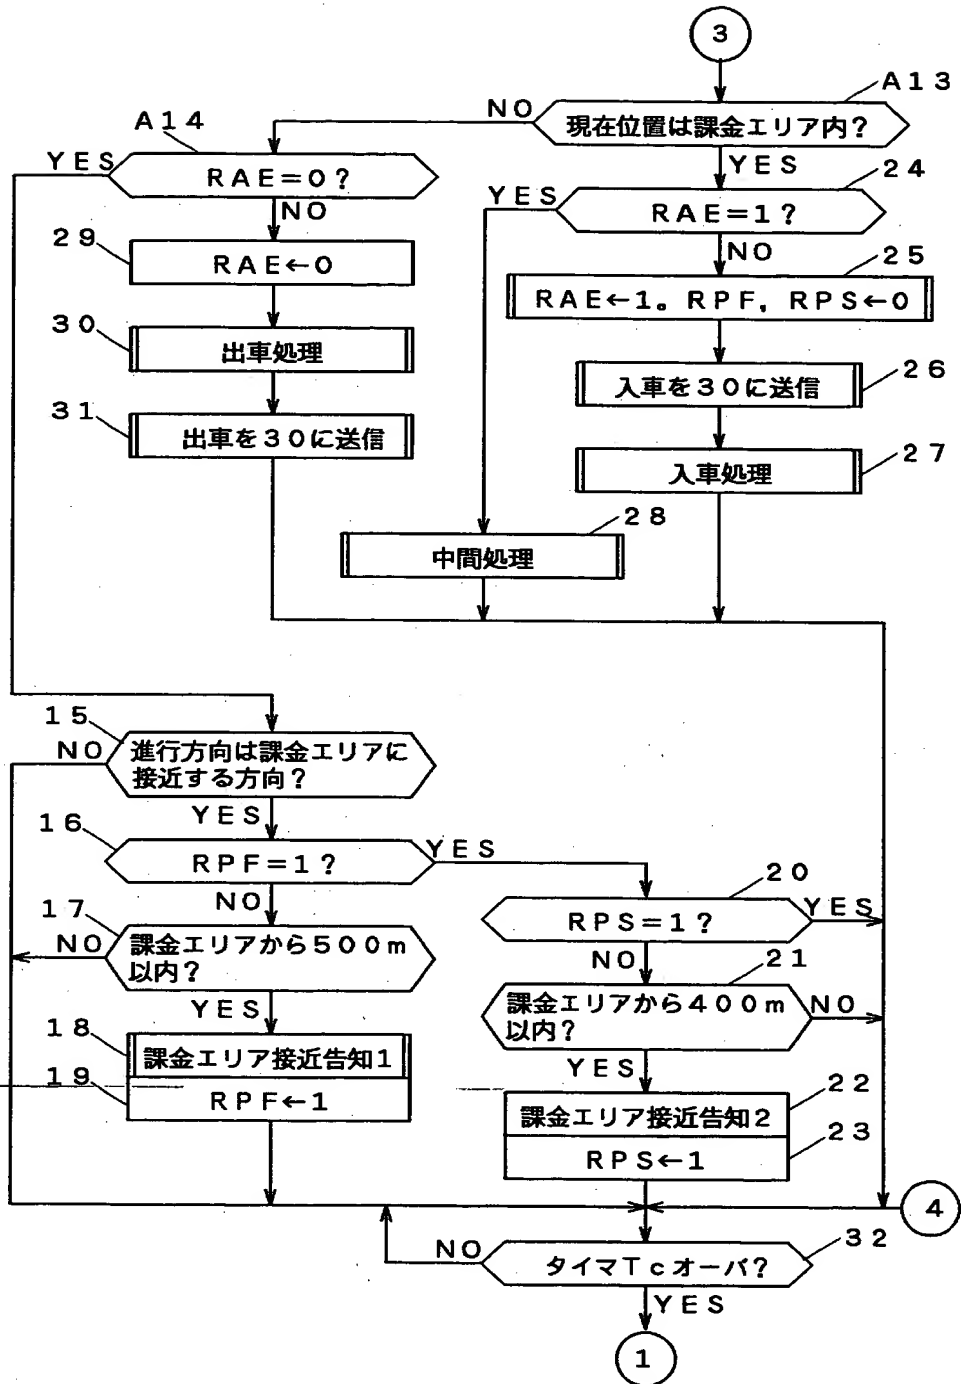 3
A13
NO
現在位置は課金エリア内？
A14
YES
RAE=0？
YES
24
YES
RAE=1？
NO
29
RAE←0
NO
25
RAE←1。RPF，RPS←0
30
出車処理
26
入車を30に送信
31
出車を30に送信
27
入車処理
28
中間処理
15
NO
進行方向は課金エリアに
接近する方向？
YES
16
RPF=1？
YES
20
NO
RPS=1？
YES
17
NO
課金エリアから500m
以内？
NO
21
課金エリアから400m
以内？
NO
YES
18
課金エリア接近告知1
YES
22
19
RPF←1
課金エリア接近告知2
23
RPS←1
4
32
NO
タイマTcオーバ？
YES
1